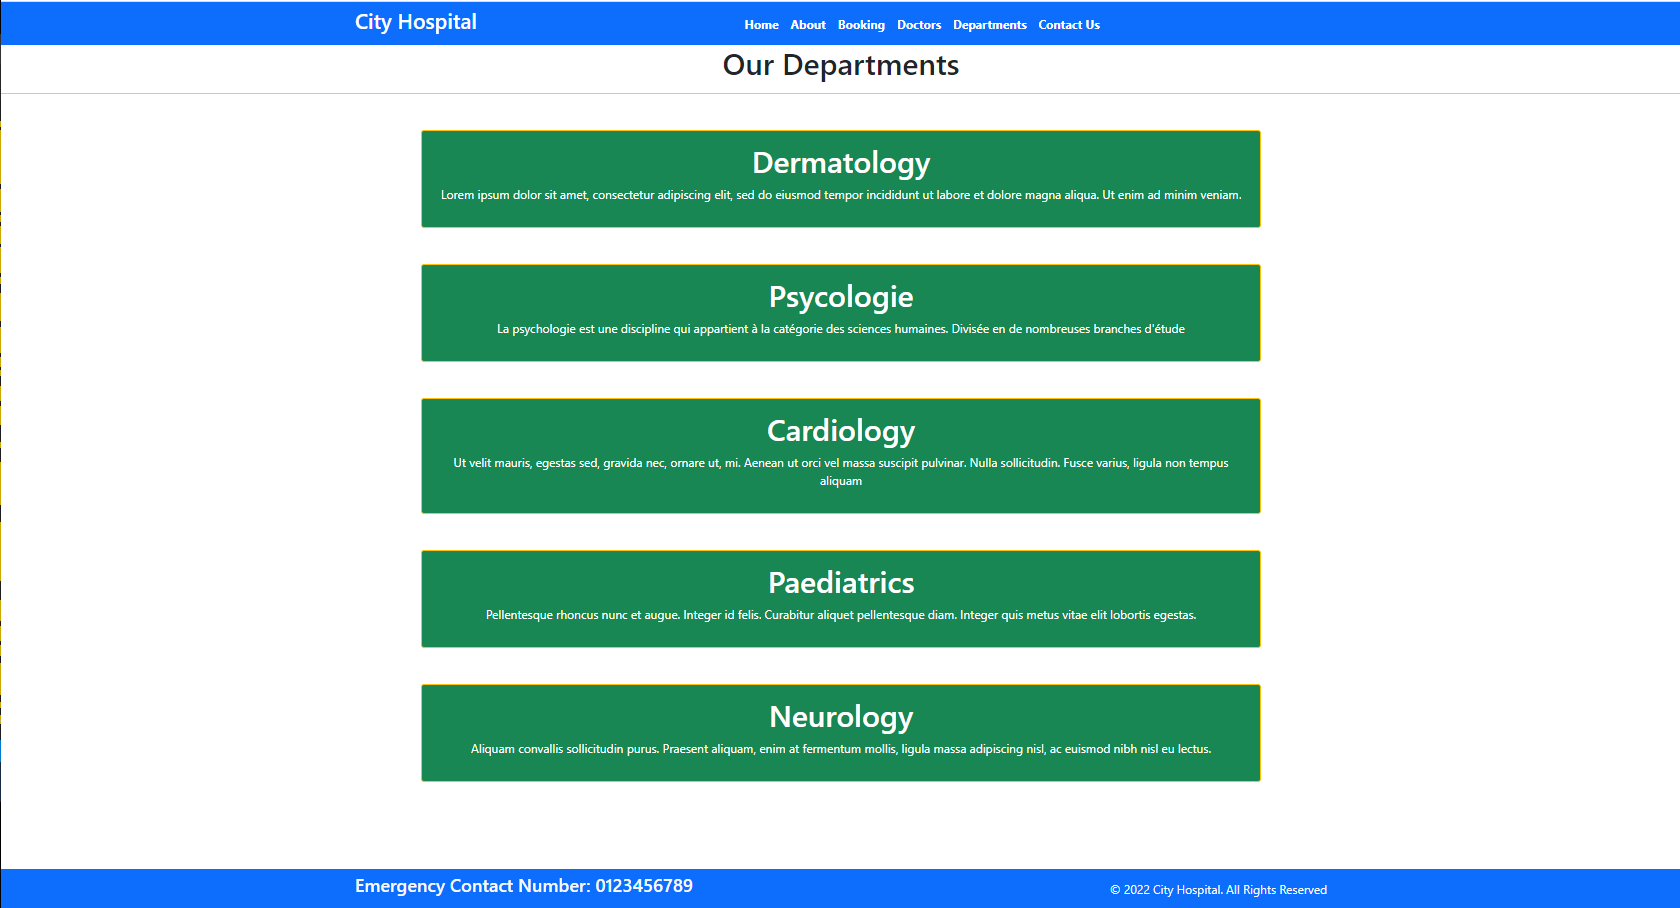 City Hospital
Home About Booking Doctors Departments Contact Us
Our Departments
Dermatology
Lorem ipsum dolor sit amet, consectetur adipiscing elit, sed do eiusmod tempor incididunt ut labore et dolore magna aliqua. Ut enim ad minim veniam.
Psycologie
La psychologie est une discipline qui appartient à la catégorie des sciences humaines. Divisée en de nombreuses branches d'étude
Cardiology
Ut velit mauris, egestas sed, gravida nec, ornare ut, mi. Aenean ut orci vel massa suscipit pulvinar. Nulla sollicitudin. Fusce varius, ligula non tempus
aliquam
Paediatrics
Pellentesque rhoncus nunc et augue. Integer id felis. Curabitur aliquet pellentesque diam. Integer quis metus vitae elit lobortis egestas.
Neurology
Aliquam convallis sollicitudin purus. Praesent aliquam, enim at fermentum mollis, ligula massa adipiscing nisl, ac euismod nibh nisl eu lectus.
Emergency Contact Number: 0123456789
© 2022 City Hospital. All Rights Reserved